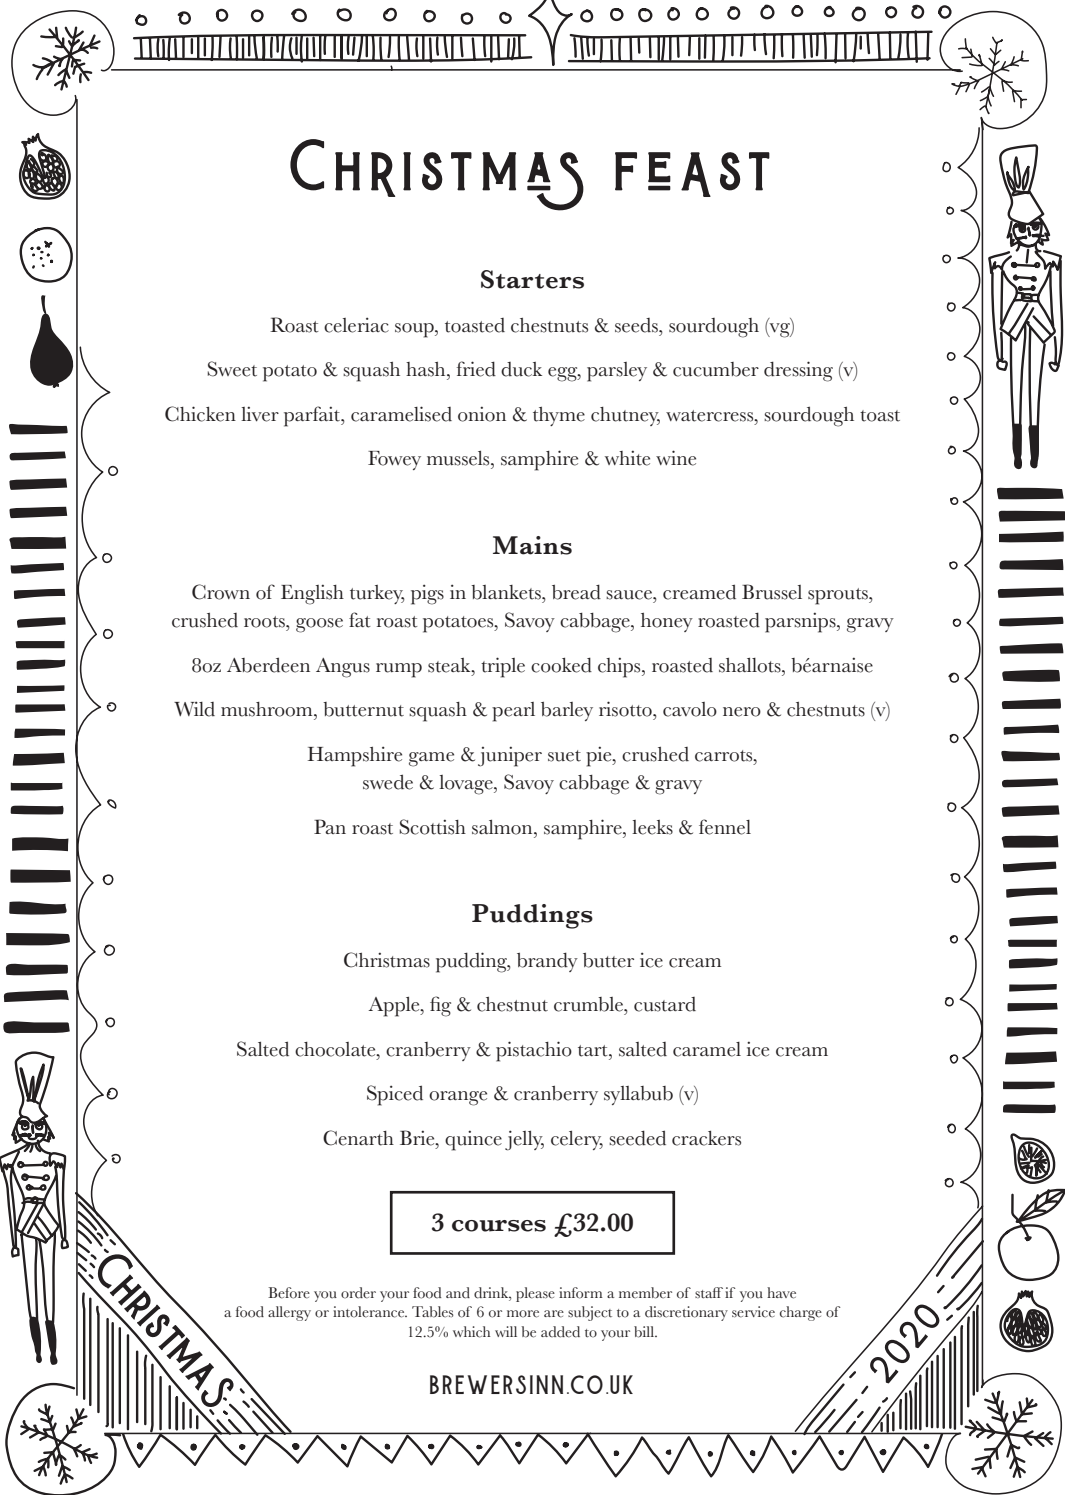 Christmas feast
Starters
Roast celeriac soup, toasted chestnuts & seeds, sourdough (vg)
Sweet potato & squash hash, fried duck egg, parsley & cucumber dressing (v)
Chicken liver parfait, caramelised onion & thyme chutney, watercress, sourdough toast
Fowey mussels, samphire & white wine
Mains
Crown of English turkey, pigs in blankets, bread sauce, creamed Brussel sprouts,
crushed roots, goose fat roast potatoes, Savoy cabbage, honey roasted parsnips, gravy
8oz Aberdeen Angus rump steak, triple cooked chips, roasted shallots, béarnaise
Wild mushroom, butternut squash & pearl barley risotto, cavolo nero & chestnuts (v)
Hampshire game & juniper suet pie, crushed carrots,
swede & lovage, Savoy cabbage & gravy
Pan roast Scottish salmon, samphire, leeks & fennel
Puddings
Christmas pudding, brandy butter ice cream
Apple, fig & chestnut crumble, custard
Salted chocolate, cranberry & pistachio tart, salted caramel ice cream
Spiced orange & cranberry syllabub (v)
Cenarth Brie, quince jelly, celery, seeded crackers
3 courses £32.00
Before you order your food and drink, please inform a member of staff if you have
a food allergy or intolerance. Tables of 6 or more are subject to a discretionary service charge of
12.5% which will be added to your bill.
CHRISTMAS
2020
BREWERSINN.CO.UK